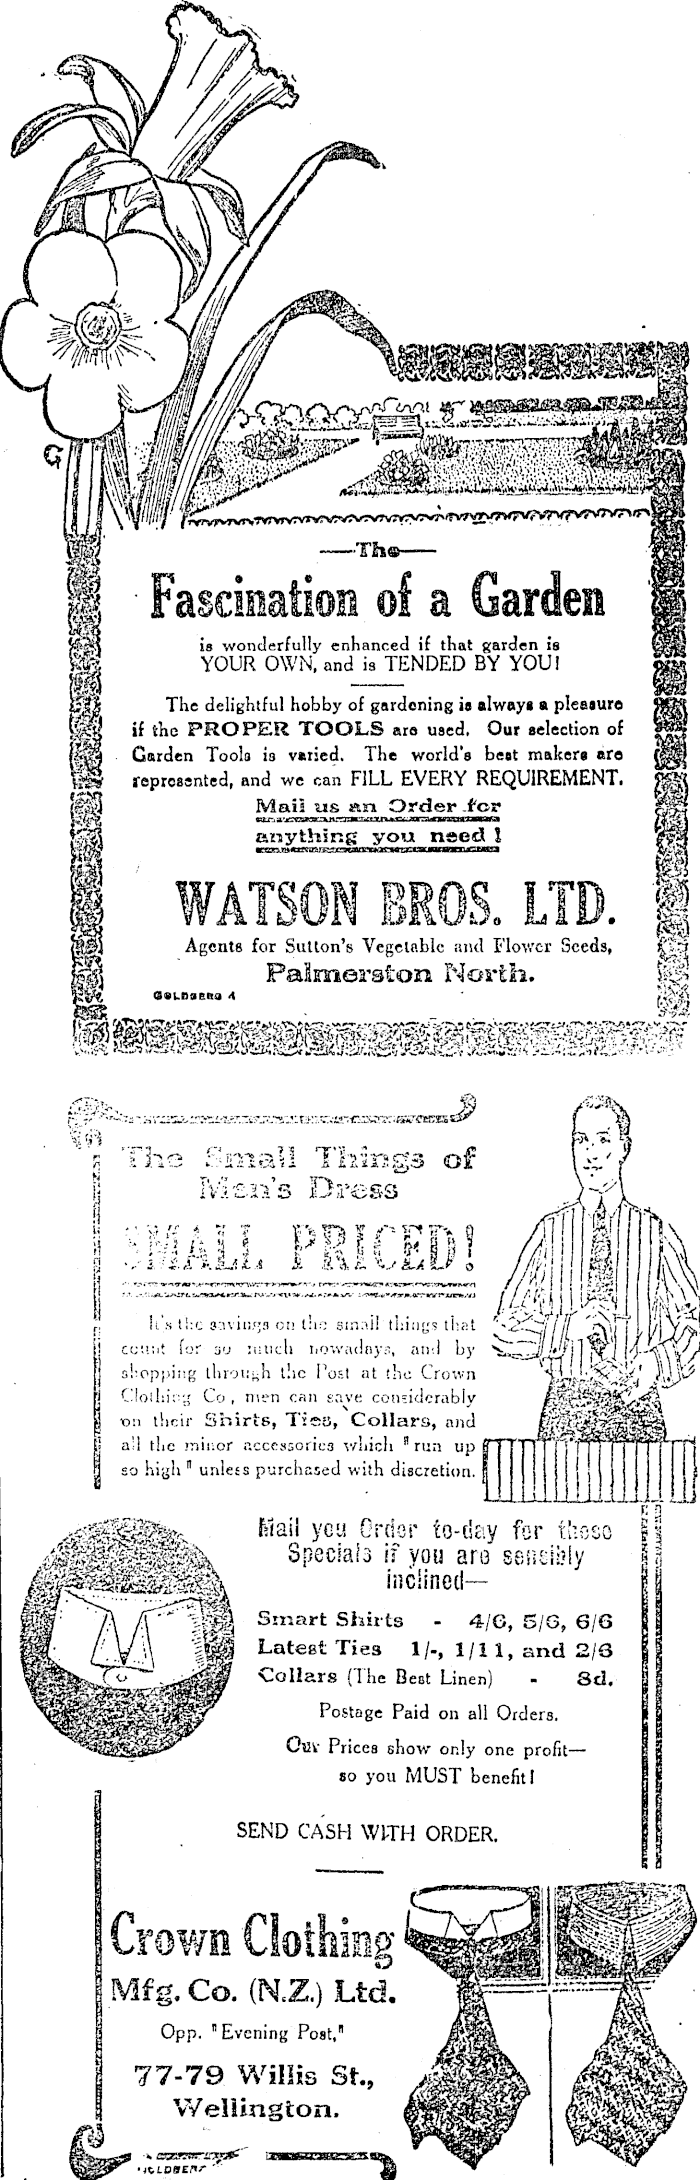 The
Fascination of a Garden
is wonderfully enhanced if that garden is
YOUR OWN, and is TENDED BY YOU!
The delightful hobby of gardening is always a pleasure
if the PROPER TOOLS are used. Our selection of
Garden Tools is varied. The world's best makers are
represented, and we can FILL EVERY REQUIREMENT.
Mail us an Order for
anything you need!
WATSON BROS. LTD.
Agents for Sutton's Vegetable and Flower Seeds,
Palmerston North.
GOLDBERG 4
The Small Things of
Men's Dress
SMALL PRICED!
It's the savings on the small things that
count for so much nowadays, and by
shopping through the Post at the Crown
Clothing Co, men can save considerably
on their Shirts, Ties, Collars, and
all the minor accessories which "run up
so high" unless purchased with discretion.
Mail you Order to-day for these
Specials if you are sensibly
inclined—
Smart Shirts - 4/6, 5/6, 6/6
Latest Ties 1/-, 1/11, and 2/6
Collars (The Best Linen) - 8d.
Postage Paid on all Orders.
Our Prices show only one profit—
so you MUST benefit!
SEND CASH WITH ORDER.
Crown Clothing
Mfg. Co. (N.Z.) Ltd.
Opp. "Evening Post,"
77-79 Willis St.,
Wellington.
GOLDBERG